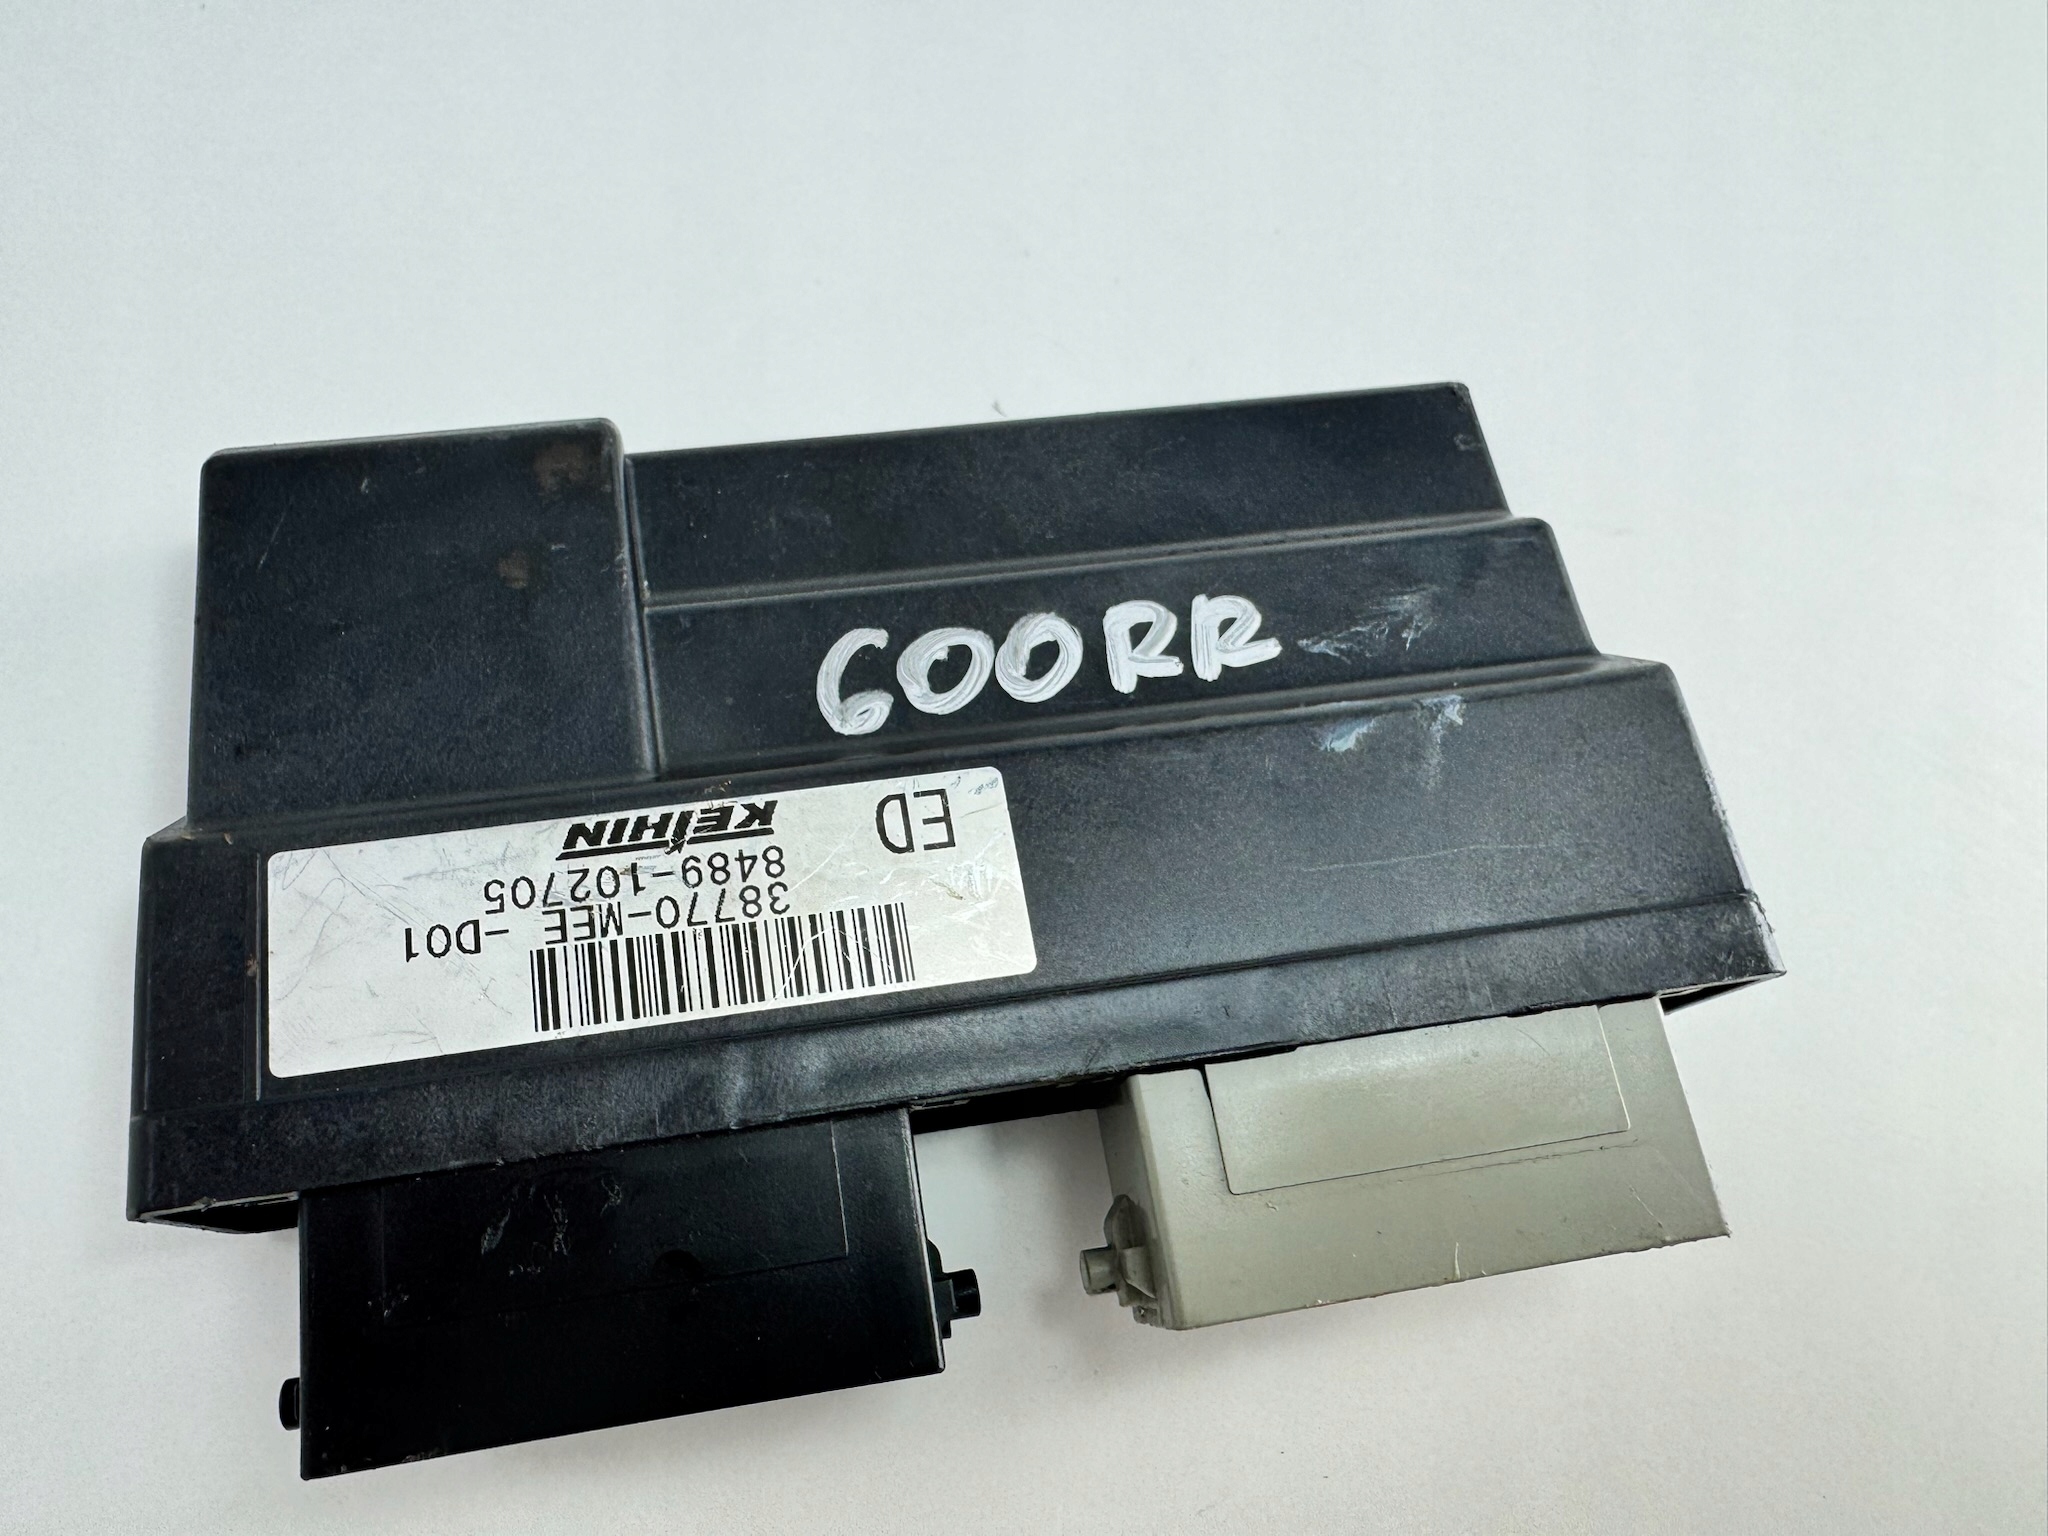 600RR
ED
KEIHIN
8489-102705
38770-MEE -D01